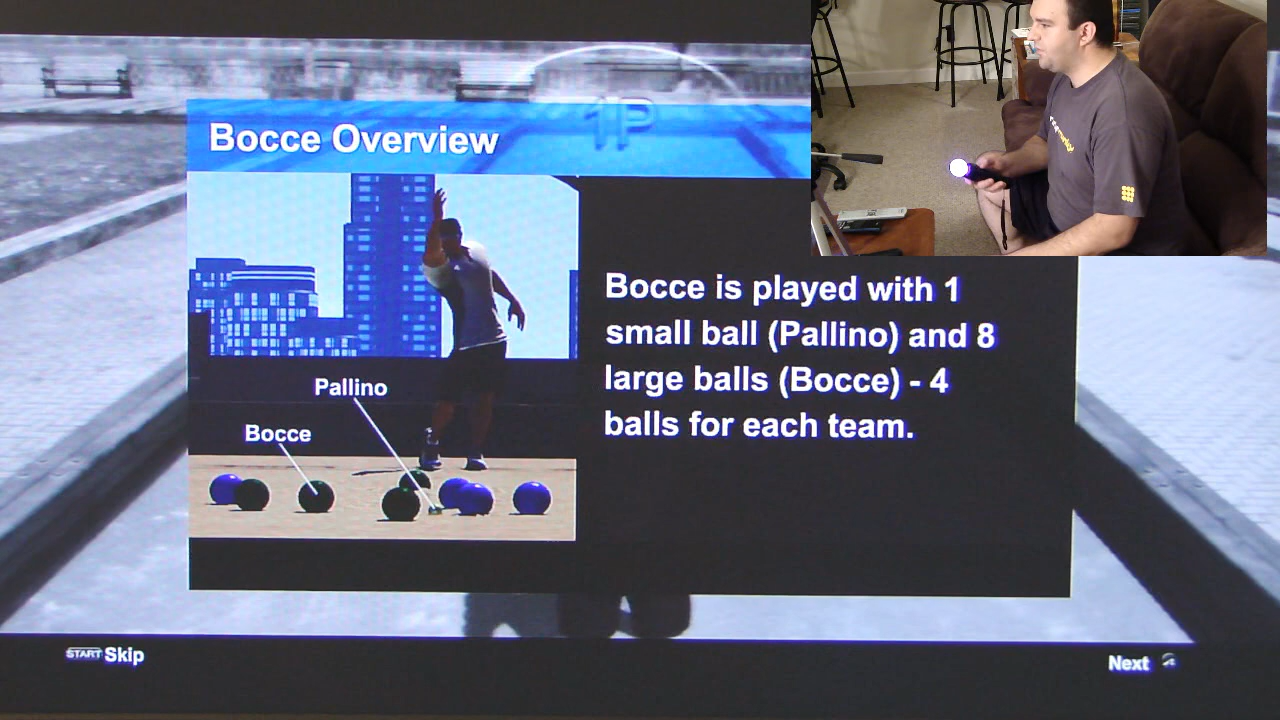 1P
Bocce Overview
Bocce is played with 1
small ball (Pallino) and 8
large balls (Bocce) - 4
balls for each team.
Pallino
Bocce
START Skip
Next